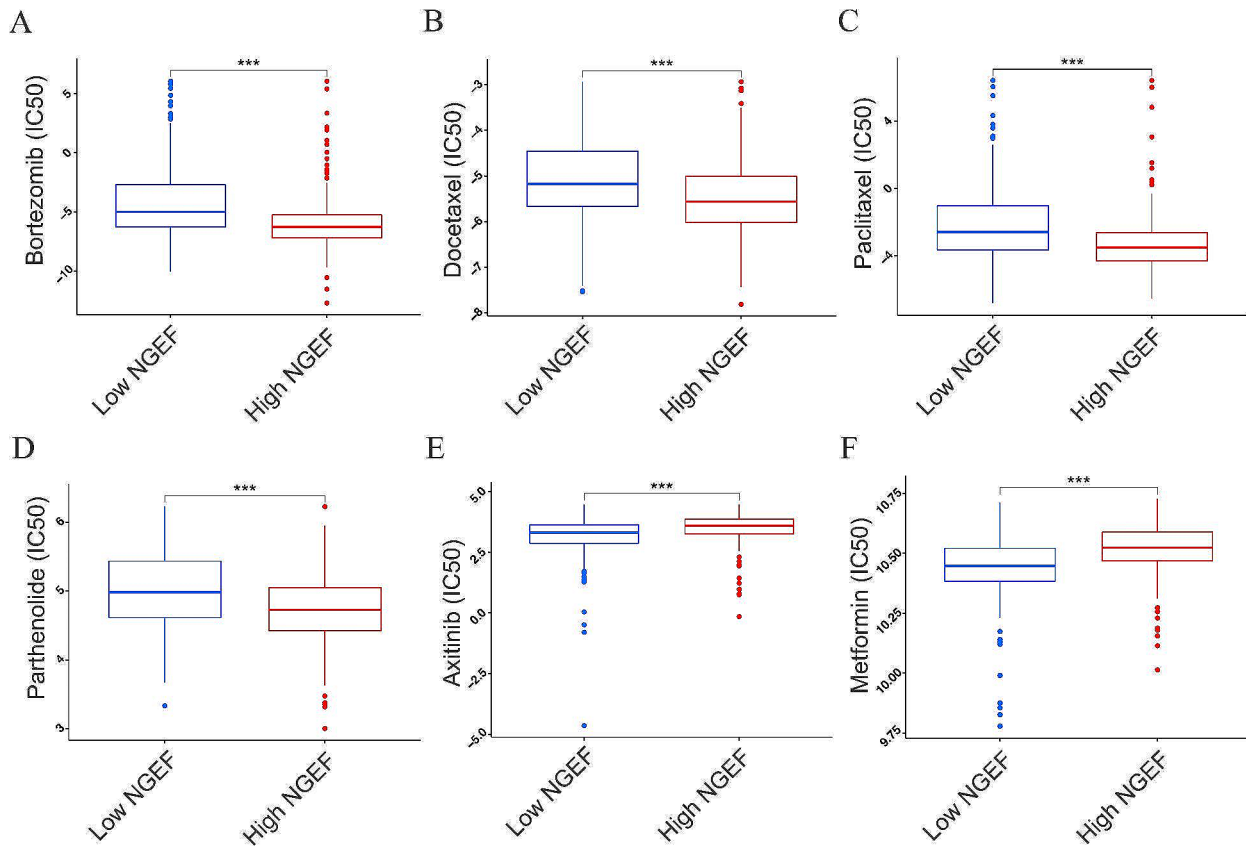 A
Bortezomib (IC50)
5
0
−5
−10
***
Low NGEF
High NGEF
B
Docetaxel (IC50)
−3
−4
−5
−6
−7
−8
***
Low NGEF
High NGEF
C
Paclitaxel (IC50)
4
0
−4
***
Low NGEF
High NGEF
D
Parthenolide (IC50)
6
5
4
3
***
Low NGEF
High NGEF
E
Axitinib (IC50)
5.0
2.5
0.0
−2.5
−5.0
***
Low NGEF
High NGEF
F
Metformin (IC50)
10.75
10.50
10.25
10.00
9.75
***
Low NGEF
High NGEF